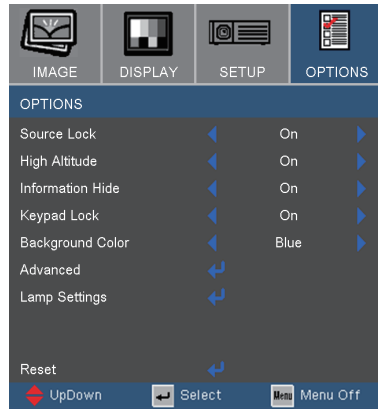 IMAGE DISPLAY SETUP OPTIONS
OPTIONS
Source Lock On
High Altitude On
Information Hide On
Keypad Lock On
Background Color Blue
Advanced
Lamp Settings
Reset
UpDown Select Menu Menu Off